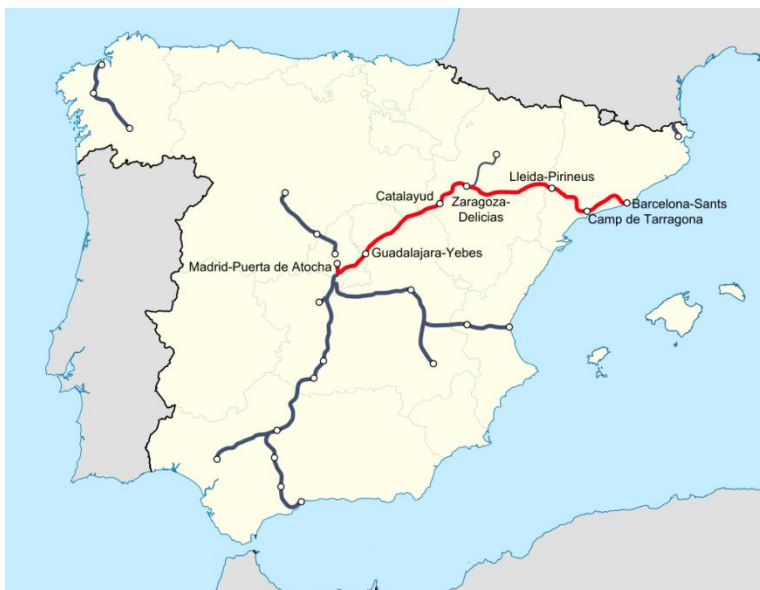 Lleida-Pirineus
Catalayud
Zaragoza-
Delicias
Barcelona-Sants
Camp de Tarragona
Guadalajara-Yebes
Madrid-Puerta de Atocha